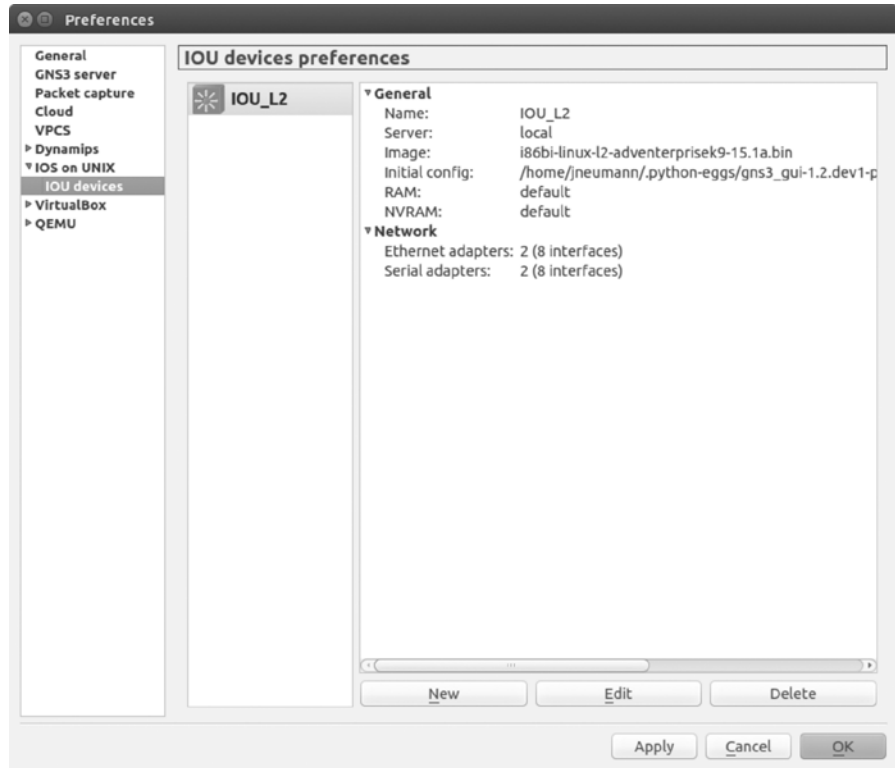 Preferences
General
GNS3 server
Packet capture
Cloud
VPCS
Dynamips
IOS on UNIX
IOU devices
VirtualBox
QEMU
IOU devices preferences
IOU_L2
General
Name: IOU_L2
Server: local
Image: i86bi-linux-l2-adventerprisek9-15.1a.bin
Initial config: /home/jneumann/.python-eggs/gns3_gui-1.2.dev1-p
RAM: default
NVRAM: default
Network
Ethernet adapters: 2 (8 interfaces)
Serial adapters: 2 (8 interfaces)
New Edit Delete
Apply Cancel OK